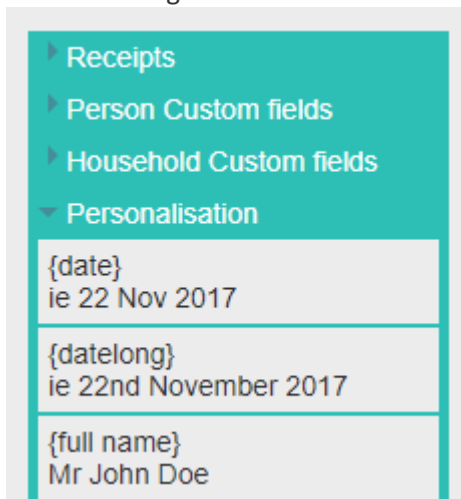 Receipts
Person Custom fields
Household Custom fields
Personalisation
{date}
ie 22 Nov 2017
{datelong}
ie 22nd November 2017
{full name}
Mr John Doe